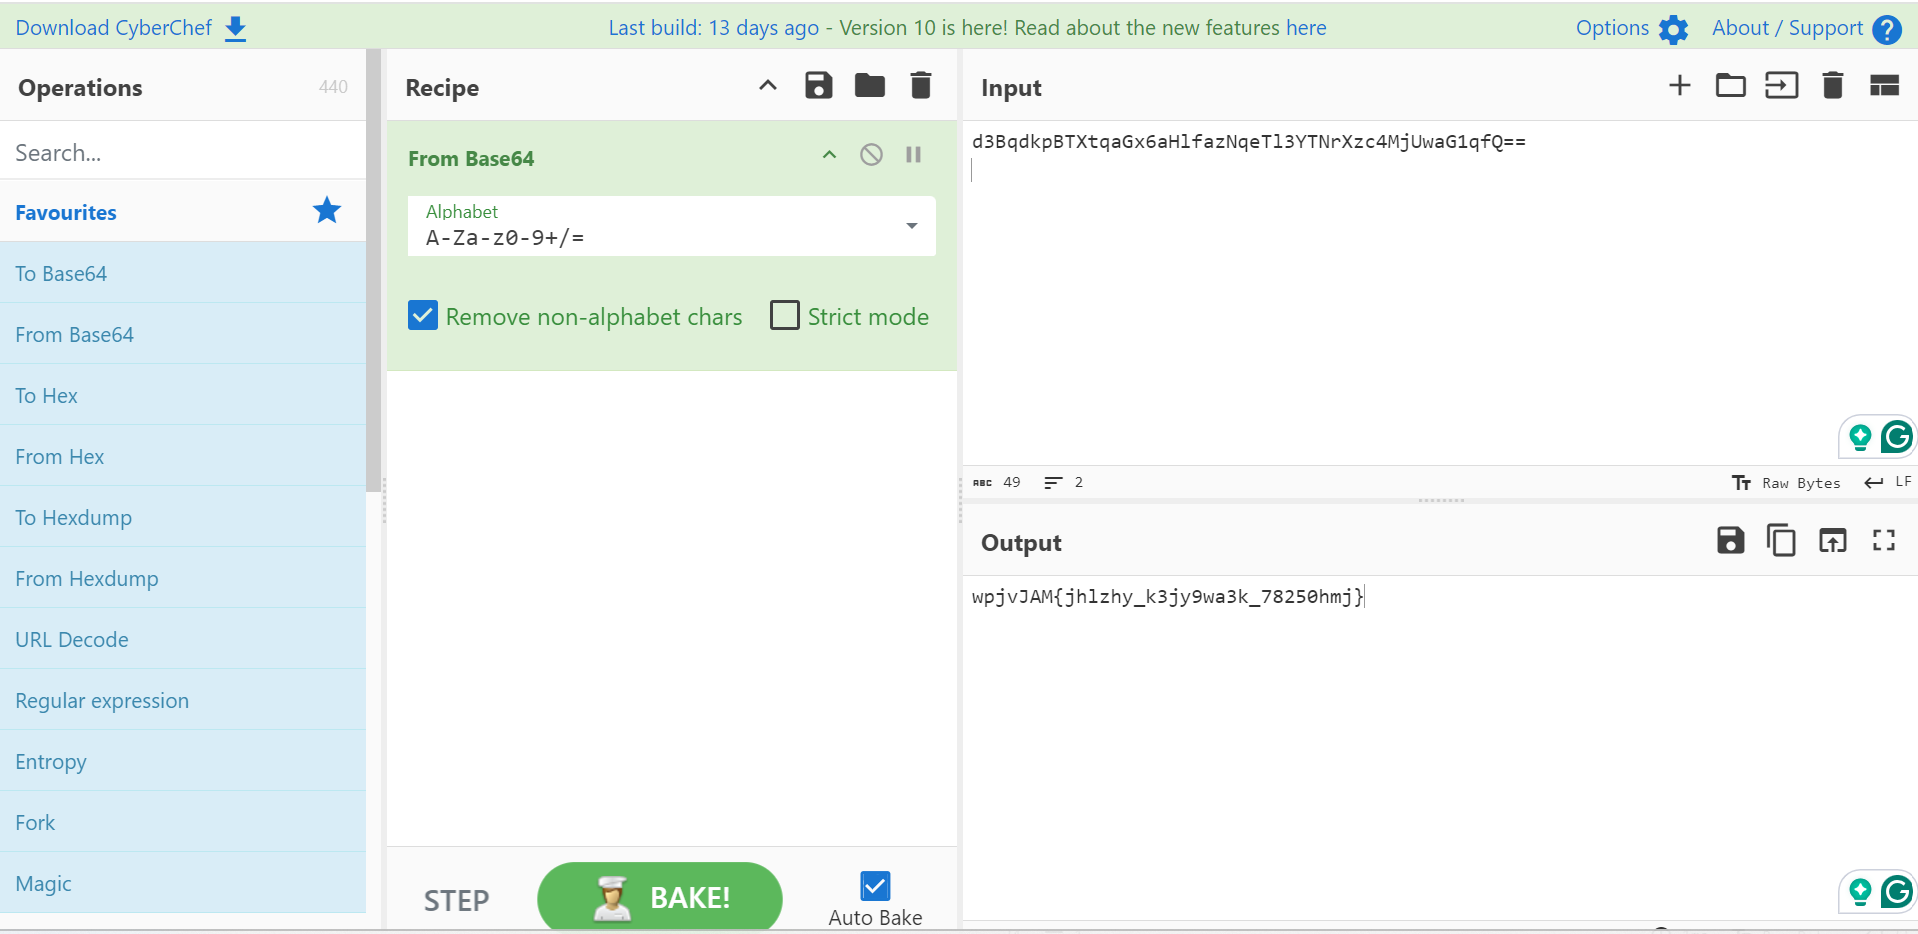 Download CyberChef
Last build: 13 days ago - Version 10 is here! Read about the new features here
Options
About / Support
Operations
440
Search...
Favourites
To Base64
From Base64
To Hex
From Hex
To Hexdump
From Hexdump
URL Decode
Regular expression
Entropy
Fork
Magic
Recipe
From Base64
Alphabet
A-Za-z0-9+/=
Remove non-alphabet chars
Strict mode
STEP
BAKE!
Auto Bake
Input
d3BqdkpBTXtqaGx6aHlfazNqeTl3YTNrXzc4MjUwaG1qfQ==
ABC 49
2
Raw Bytes
LF
Output
wpjvJAM{jhlzhy_k3jy9wa3k_78250hmj}